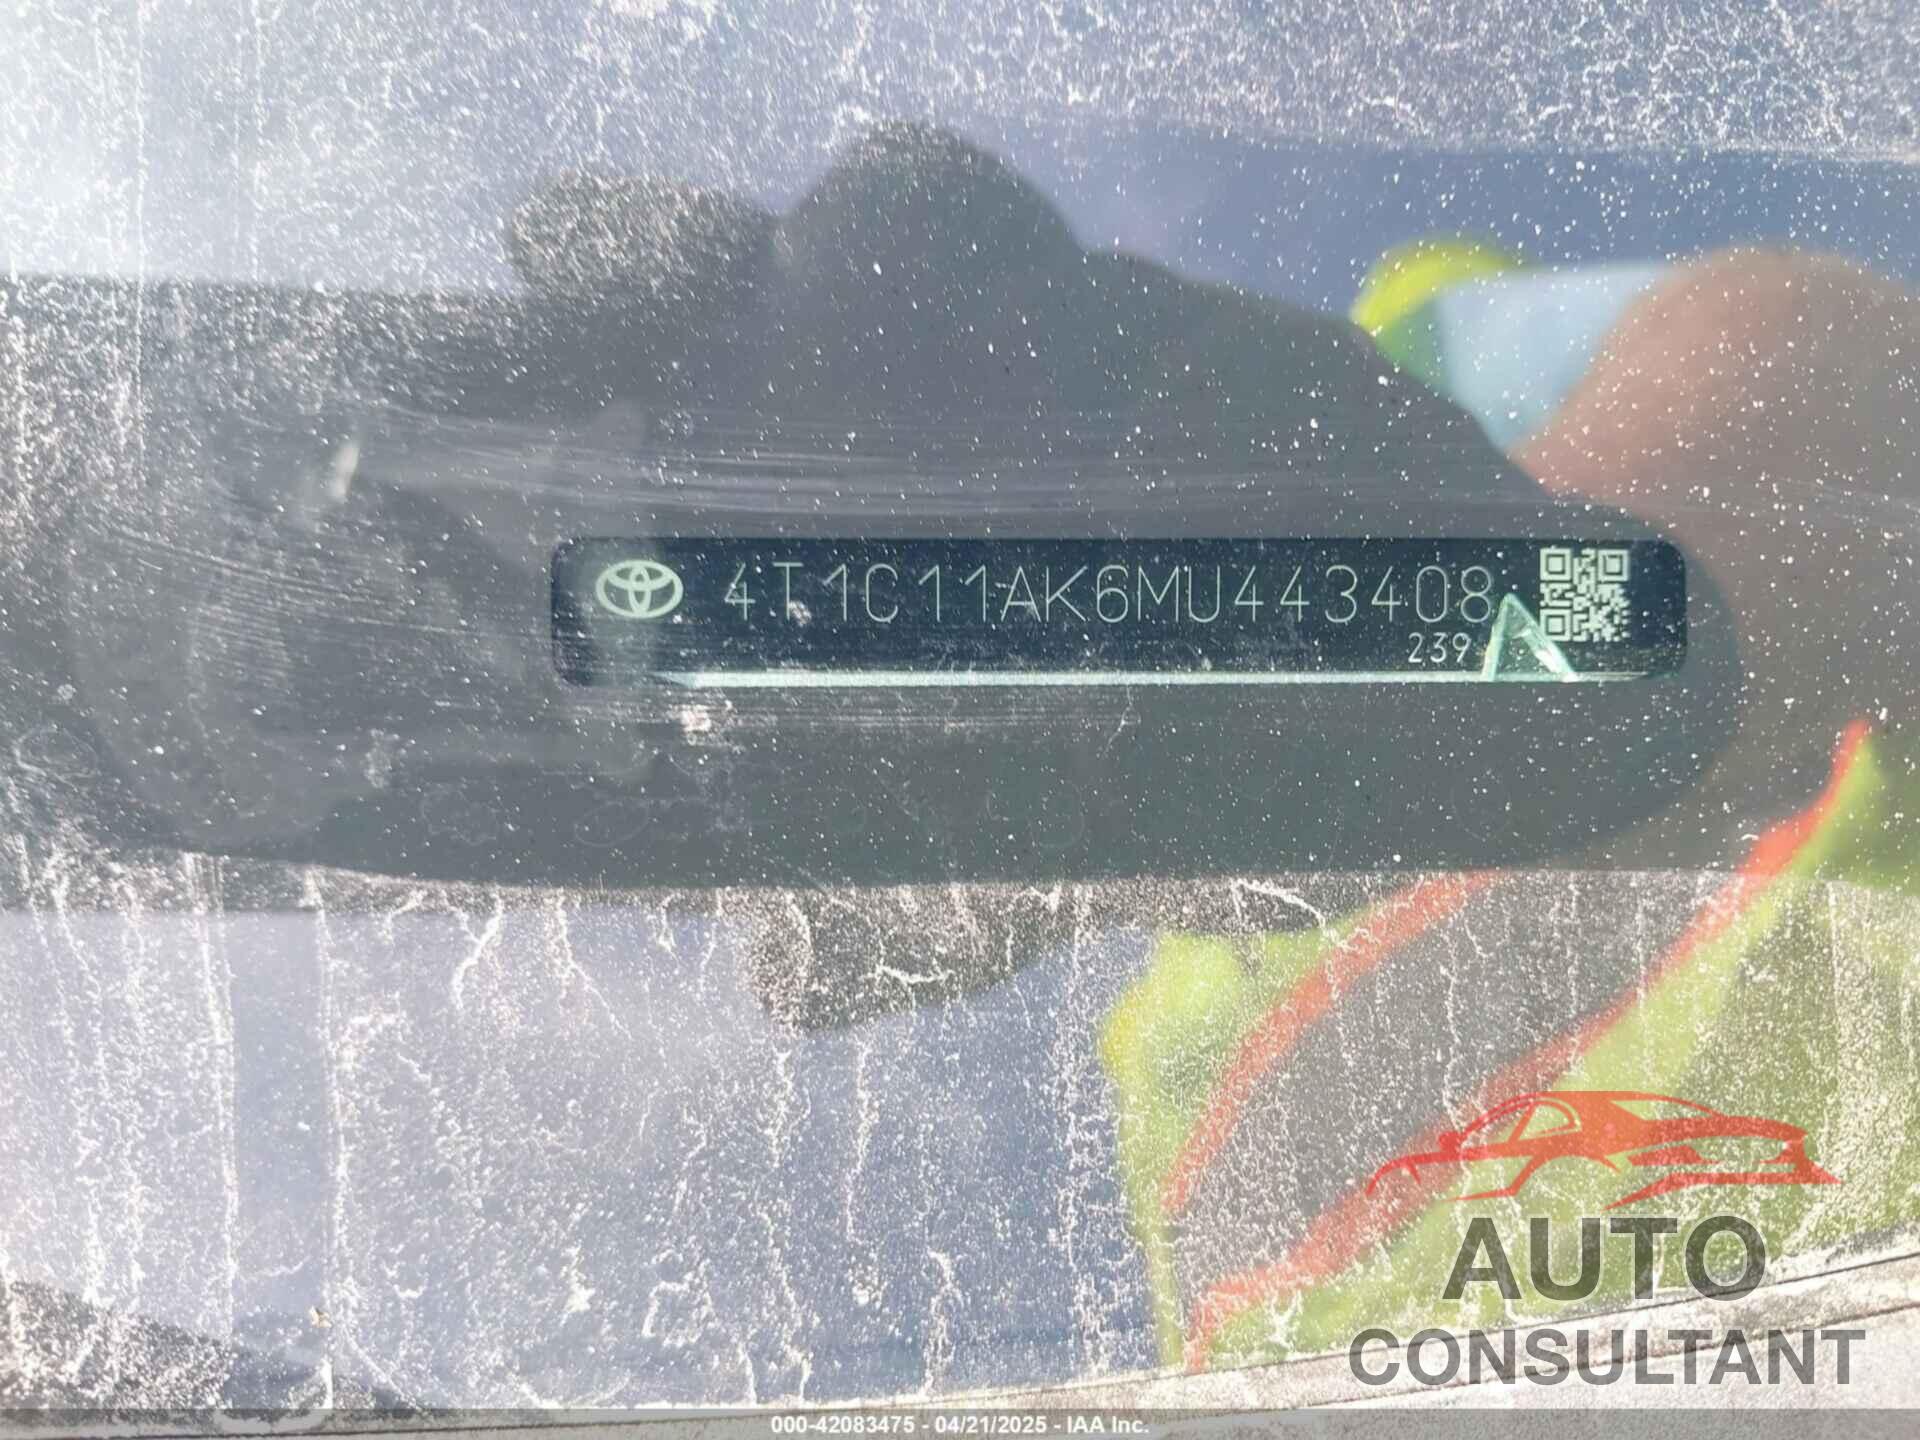 4T1C11AK6MU443408
239
AUTO
CONSULTANT
000-42083475 - 04/21/2025 - IAA Inc.